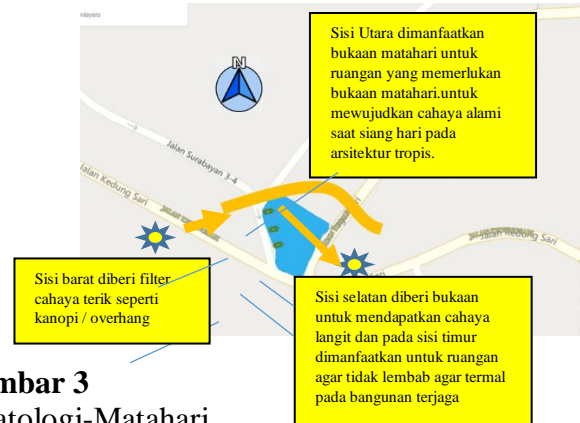 Sisi Utara dimanfaatkan
bukaan matahari untuk
ruangan yang memerlukan
bukaan matahari.untuk
mewujudkan cahaya alami
saat siang hari pada
arsitektur tropis.
N
Jalan Surabayan 3-4
Jalan Kedung Sari
Jalan Kedung Sari
Sisi barat diberi filter
cahaya terik seperti
kanopi / overhang
Sisi selatan diberi bukaan
untuk mendapatkan cahaya
langit dan pada sisi timur
dimanfaatkan untuk ruangan
agar tidak lembab agar termal
pada bangunan terjaga
mbar 3
atologi-Matahari